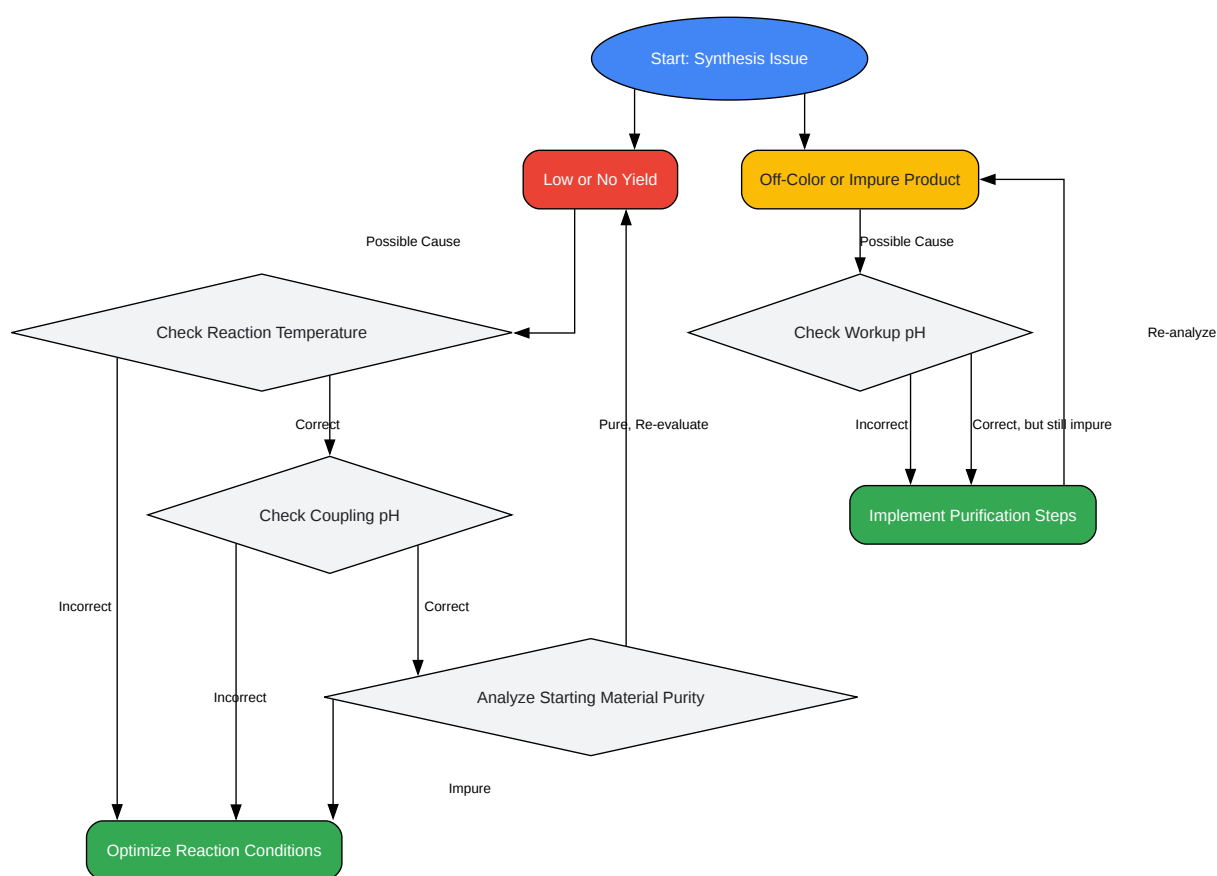 Start: Synthesis Issue
Low or No Yield
Off-Color or Impure Product
Possible Cause
Possible Cause
Check Reaction Temperature
Check Workup pH
Re-analyze
Correct
Pure, Re-evaluate
Incorrect
Correct, but still impure
Check Coupling pH
Implement Purification Steps
Incorrect
Correct
Incorrect
Analyze Starting Material Purity
Impure
Optimize Reaction Conditions